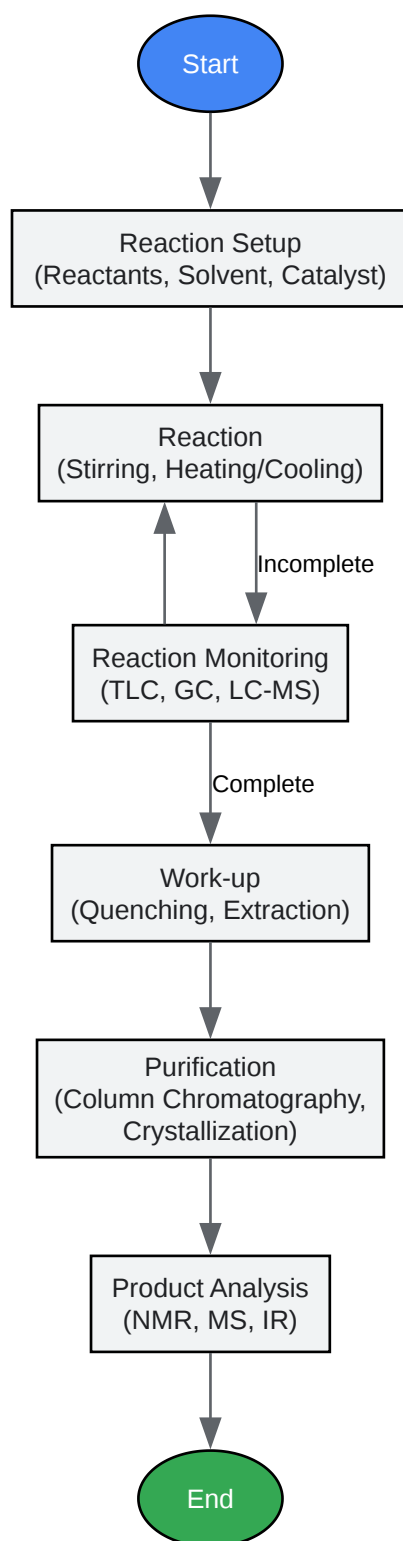 Start
Reaction Setup
(Reactants, Solvent, Catalyst)
Reaction
(Stirring, Heating/Cooling)
Incomplete
Reaction Monitoring
(TLC, GC, LC-MS)
Complete
Work-up
(Quenching, Extraction)
Purification
(Column Chromatography,
Crystallization)
Product Analysis
(NMR, MS, IR)
End